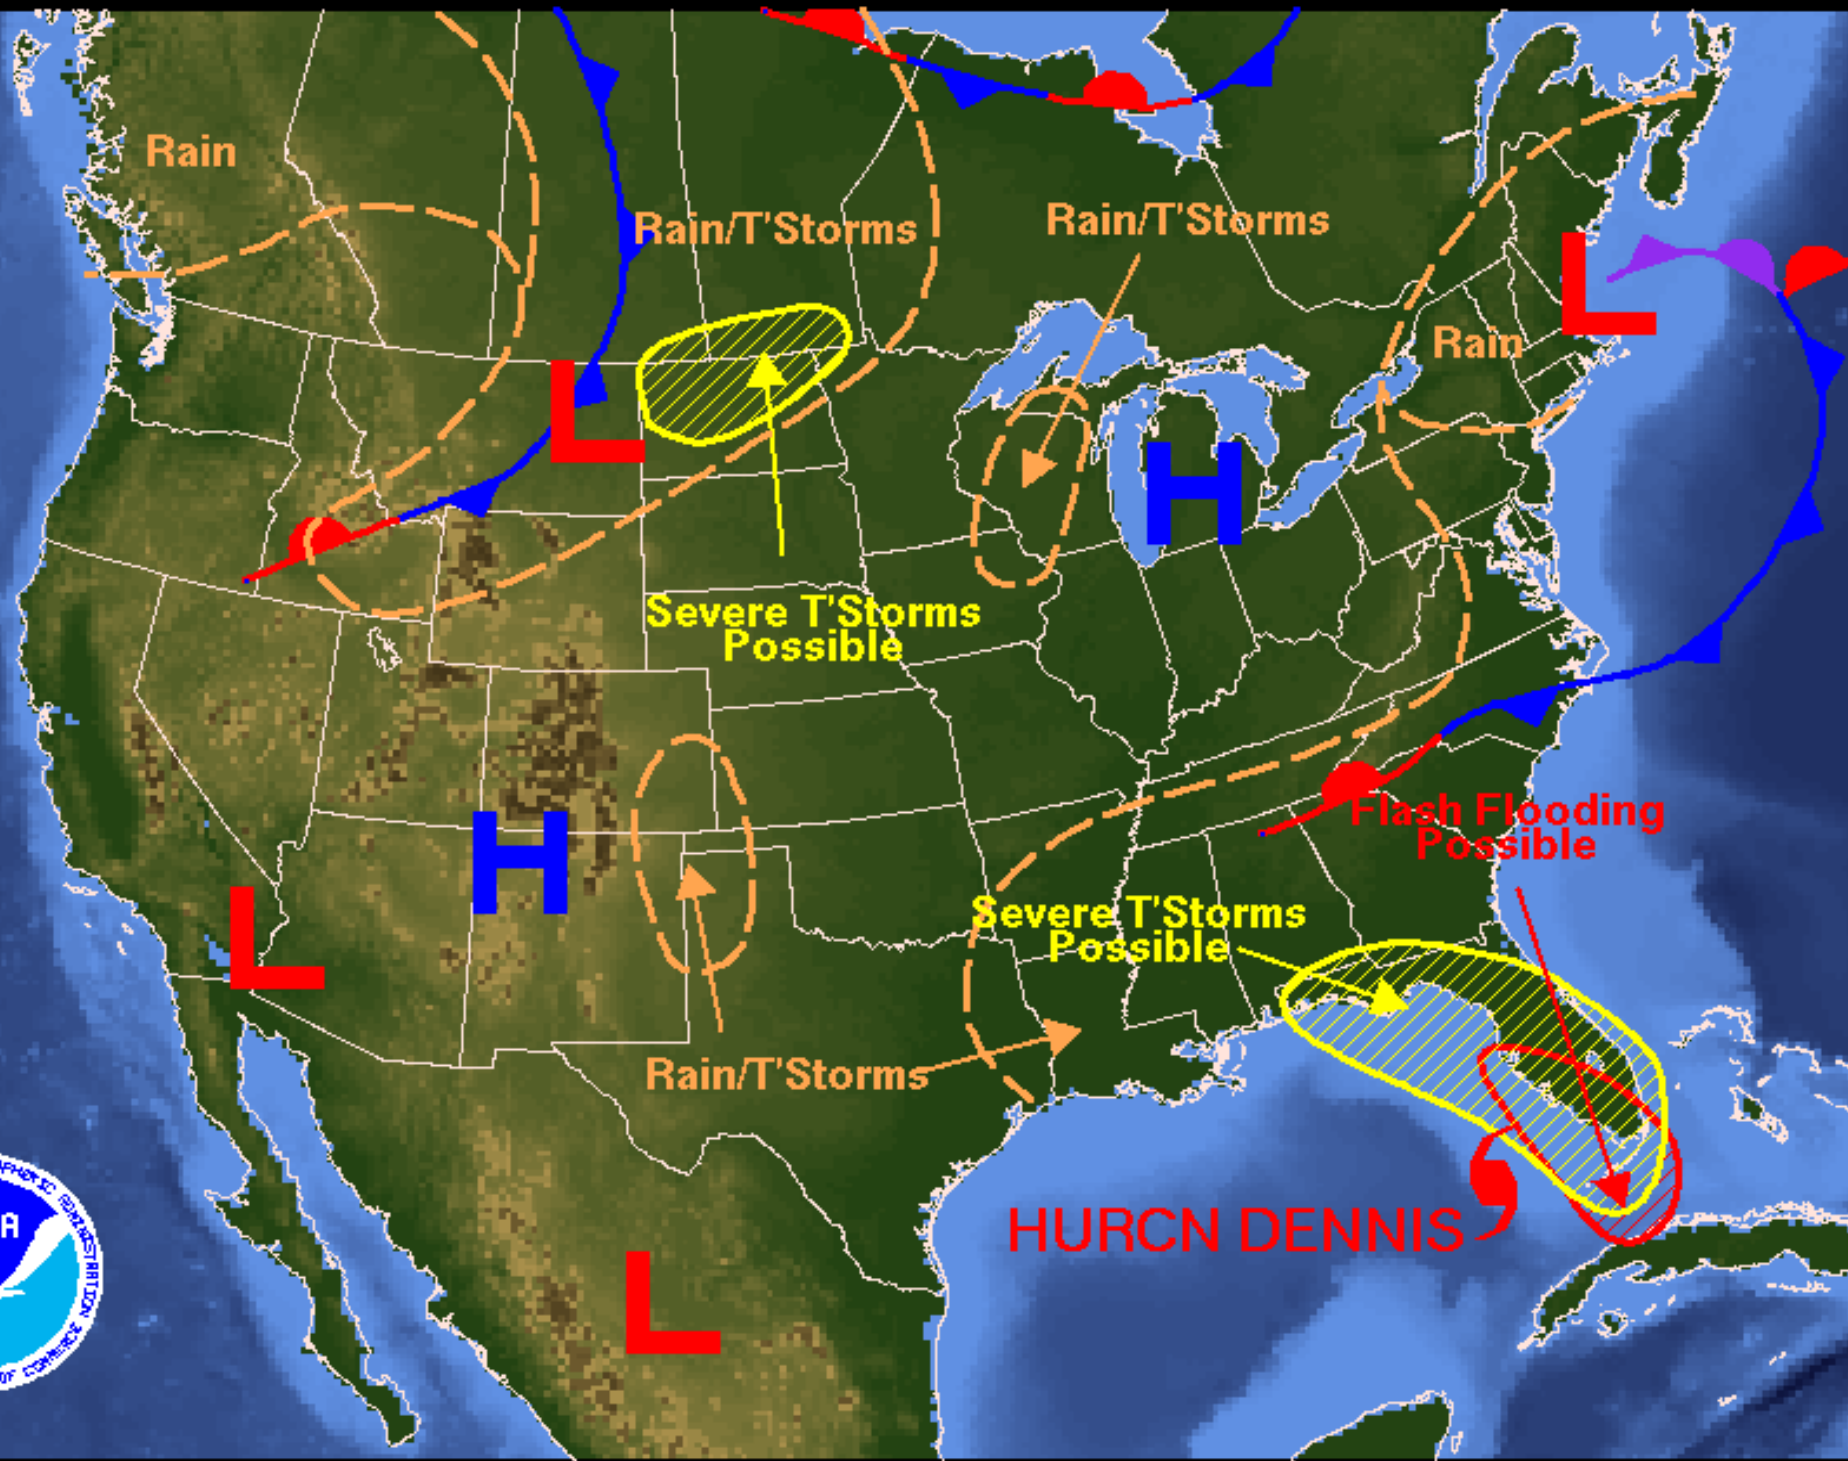 Rain
Rain/T'Storms
Rain/T'Storms
L
Rain
L
H
Severe T'Storms
Possible
H
Flash Flooding
Possible
L
Severe T'Storms
Possible
Rain/T'Storms
HURCN DENNIS
L